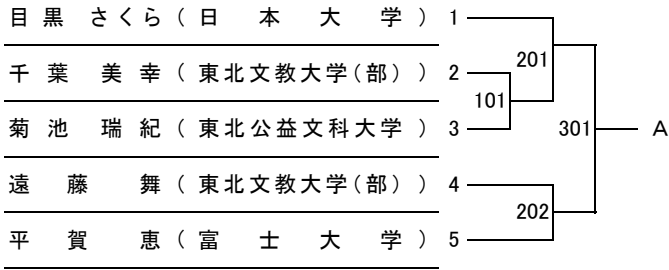 目黒 さくら (日本大学) 1
201
千葉 美幸 (東北文教大学(部)) 2
101
菊池 瑞紀 (東北公益文科大学) 3
301 A
遠藤 舞 (東北文教大学(部)) 4
202
平賀 恵 (富士大学) 5